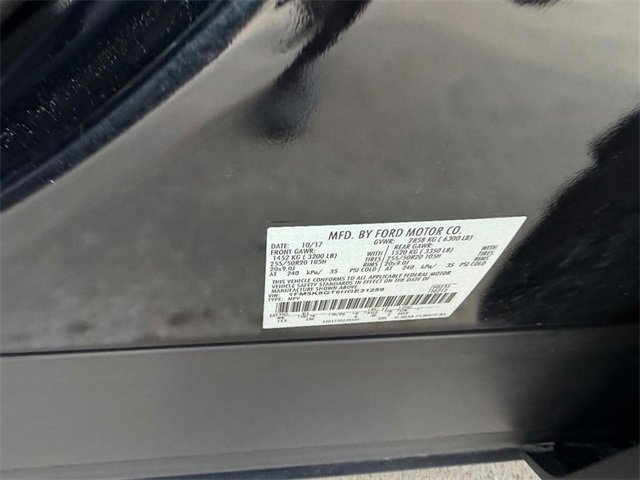 MFD. BY FORD MOTOR CO.
DATE: 10/17 GVWR: 2858 KG ( 6300 LB)
FRONT GAWR: REAR GAWR:
1452 KG ( 3200 LB) WITH 1520 KG ( 3350 LB) WITH
255/50R20 105H TIRES 255/50R20 105H TIRES
20x9.0J RIMS 20x9.0J RIMS
AT 240 kPa/ 35 PSI COLD AT 240 kPa/ 35 PSI COLD
THIS VEHICLE CONFORMS TO ALL APPLICABLE FEDERAL MOTOR
VEHICLE SAFETY STANDARDS IN EFFECT ON THE DATE OF
MANUFACTURE SHOWN ABOVE.
VIN:
TYPE: MPV